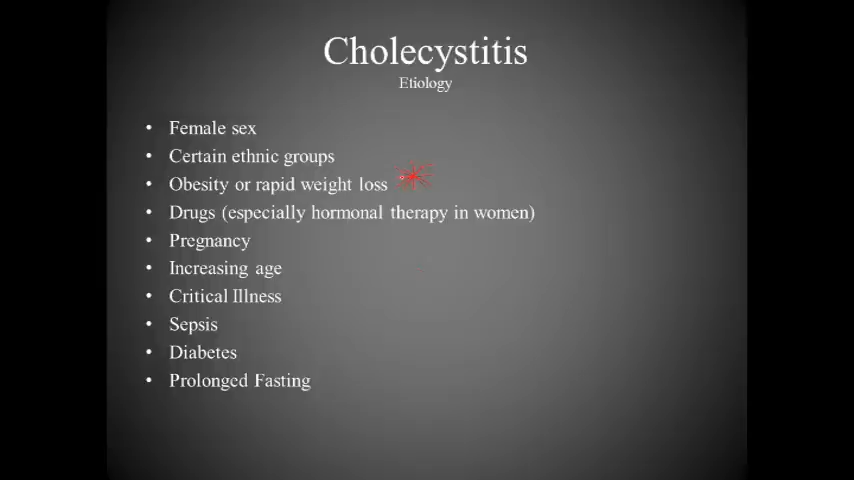 Cholecystitis
Etiology
• Female sex
• Certain ethnic groups
• Obesity or rapid weight loss
• Drugs (especially hormonal therapy in women)
• Pregnancy
• Increasing age
• Critical Illness
• Sepsis
• Diabetes
• Prolonged Fasting